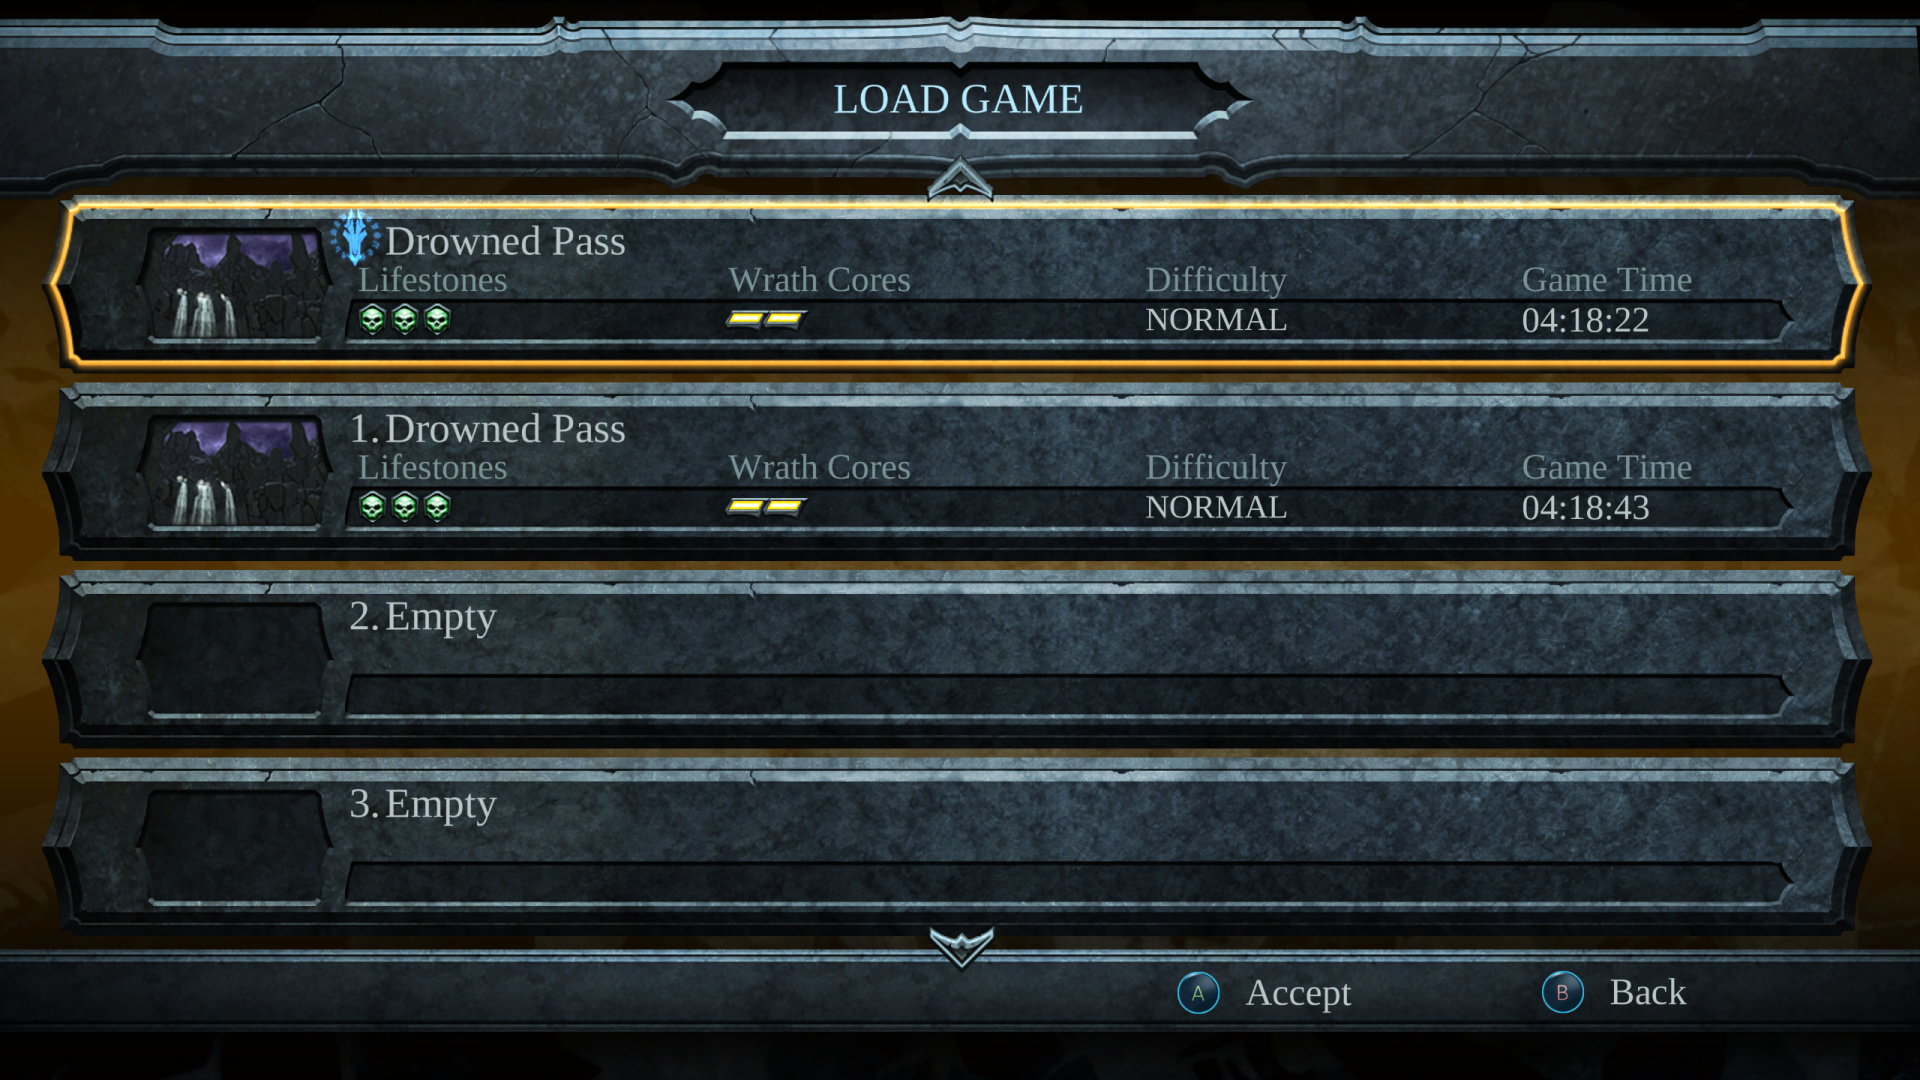 LOAD GAME
Drowned Pass
Lifestones Wrath Cores Difficulty Game Time
NORMAL 04:18:22
1. Drowned Pass
Lifestones Wrath Cores Difficulty Game Time
NORMAL 04:18:43
2. Empty
3. Empty
A Accept B Back